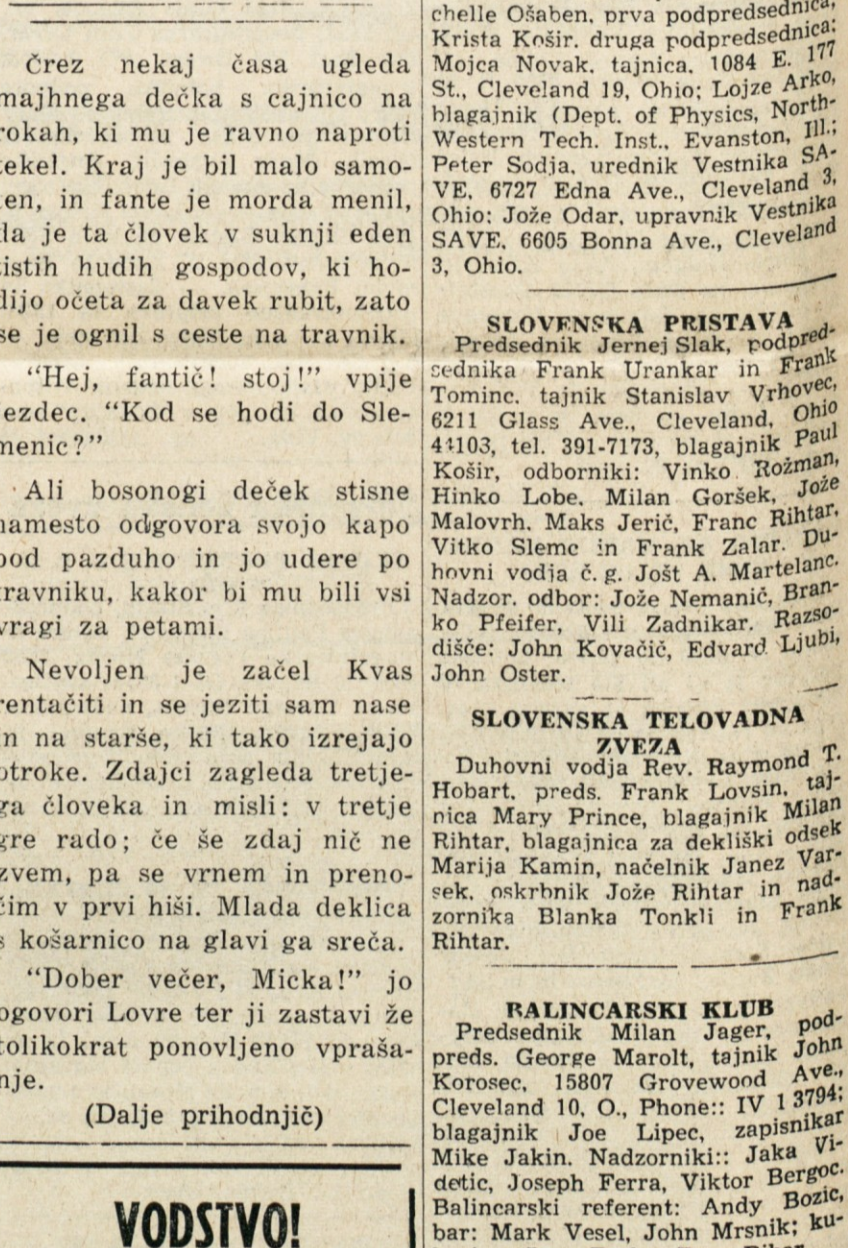 Črez nekaj časa ugleda
majhnega dečka s cajnico na
rokah, ki mu je ravno naproti
tekel. Kraj je bil malo samo-
ten, in fante je morda menil,
da je ta človek v suknji eden
tistih hudih gospodov, ki ho-
dijo očeta za davek rubit, zato
se je ognil s ceste na travnik.
“Hej, fantič! stoj!” vpije
jezdec. “Kod se hodi do Sle-
menic?”
Ali bosonogi deček stisne
namesto odgovora svojo kapo
pod pazduho in jo udere po
travniku, kakor bi mu bili vsi
vragi za petami.
Nevoljen je začel Kvas
rentačiti in se jeziti sam nase
in na starše, ki tako izrejajo
otroke. Zdajci zagleda tretje-
ga človeka in misli: v tretje
gre rado; če še zdaj nič ne
zvem, pa se vrnem in preno-
čim v prvi hiši. Mlada deklica
s košarnico na glavi ga sreča.
“Dober večer, Micka!” jo
ogovori Lovre ter ji zastavi že
tolikokrat ponovljeno vpraša-
nje.
(Dalje prihodnjič)
VODSTVO!
chelle Ošaben, prva podpredsednica,
Krista Košir, druga podpredsednica:
Mojca Novak, tajnica, 1084 E. 177
St., Cleveland 19, Ohio; Lojze Arko,
blagajnik (Dept. of Physics, North-
Western Tech. Inst., Evanston, Ill.;
Peter Sodja, urednik Vestnika SA-
VE, 6727 Edna Ave., Cleveland 3,
Ohio; Jože Odar, upravnik Vestnika
SAVE, 6605 Bonna Ave., Cleveland
3, Ohio.
SLOVENSKA PRISTAVA
Predsednik Jernej Slak, podpred-
sednika Frank Urankar in Frank
Tominc, tajnik Stanislav Vrhovec,
6211 Glass Ave., Cleveland, Ohio
44103, tel. 391-7173, blagajnik Paul
Košir, odborniki: Vinko Rožman,
Hinko Lobe, Milan Goršek, Jože
Malovrh, Maks Jerič, Franc Rihtar,
Vitko Slemc in Frank Zalar. Du-
hovni vodja č. g. Jošt A. Martelanc.
Nadzor. odbor: Jože Nemanič, Bran-
ko Pfeifer, Vili Zadnikar. Razso-
dišče: John Kovačič, Edvard Ljubi,
John Oster.
SLOVENSKA TELOVADNA
ZVEZA
Duhovni vodja Rev. Raymond T.
Hobart, preds. Frank Lovsin, taj-
nica Mary Prince, blagajnik Milan
Rihtar, blagajnica za dekliški odsek
Marija Kamin, načelnik Janez Var-
sek, oskrbnik Jože Rihtar in nad-
zornika Blanka Tonkli in Frank
Rihtar.
BALINCARSKI KLUB
Predsednik Milan Jager, pod-
preds. George Marolt, tajnik John
Korosec, 15807 Grovewood Ave.,
Cleveland 10, O., Phone:: IV 1 3794;
blagajnik Joe Lipec, zapisnikar
Mike Jakin. Nadzorniki:: Jaka Vi-
detic, Joseph Ferra, Viktor Bergoc.
Balincarski referent: Andy Bozic,
bar: Mark Vesel, John Mrsnik; ku-